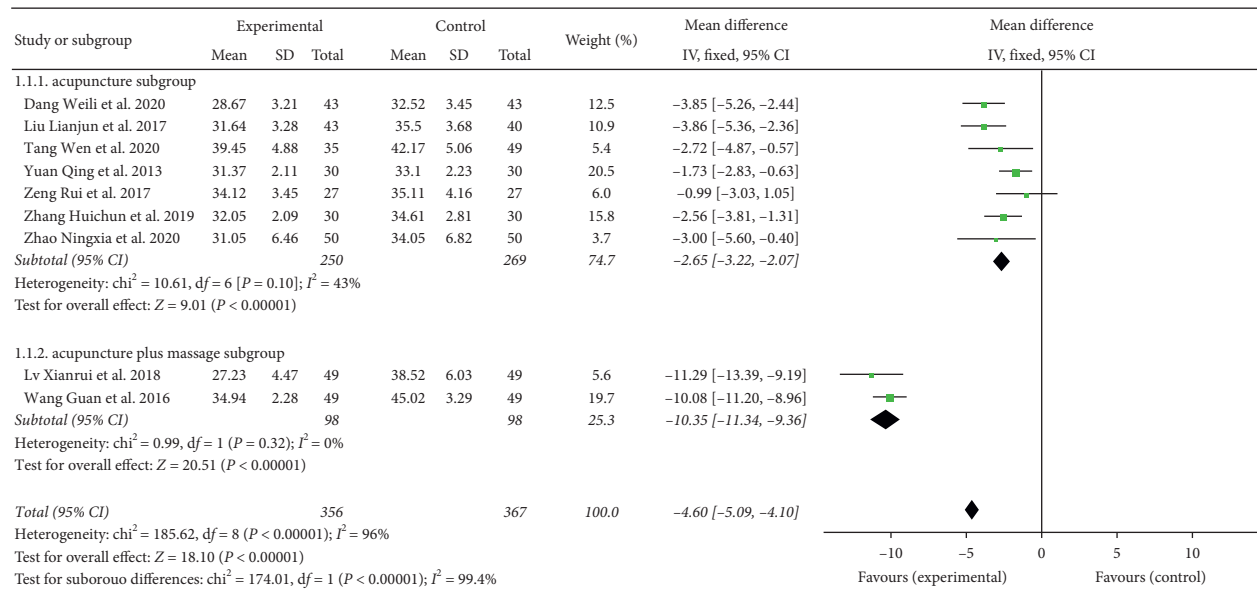 Study or subgroup Experimental Control Weight (%) Mean difference Mean difference
Mean SD Total Mean SD Total IV, fixed, 95% CI IV, fixed, 95% CI
1.1.1. acupuncture subgroup
Dang Weili et al. 2020 28.67 3.21 43 32.52 3.45 43 12.5 –3.85 [–5.26, –2.44]
Liu Lianjun et al. 2017 31.64 3.28 43 35.5 3.68 40 10.9 –3.86 [–5.36, –2.36]
Tang Wen et al. 2020 39.45 4.88 35 42.17 5.06 49 5.4 –2.72 [–4.87, –0.57]
Yuan Qing et al. 2013 31.37 2.11 30 33.1 2.23 30 20.5 –1.73 [–2.83, –0.63]
Zeng Rui et al. 2017 34.12 3.45 27 35.11 4.16 27 6.0 –0.99 [–3.03, 1.05]
Zhang Huichun et al. 2019 32.05 2.09 30 34.61 2.81 30 15.8 –2.56 [–3.81, –1.31]
Zhao Ningxia et al. 2020 31.05 6.46 50 34.05 6.82 50 3.7 –3.00 [–5.60, –0.40]
Subtotal (95% CI) 250 269 74.7 –2.65 [–3.22, –2.07]
Heterogeneity: chi² = 10.61, df = 6 [P = 0.10]; I² = 43%
Test for overall effect: Z = 9.01 (P < 0.00001)
1.1.2. acupuncture plus massage subgroup
Lv Xianrui et al. 2018 27.23 4.47 49 38.52 6.03 49 5.6 –11.29 [–13.39, –9.19]
Wang Guan et al. 2016 34.94 2.28 49 45.02 3.29 49 19.7 –10.08 [–11.20, –8.96]
Subtotal (95% CI) 98 98 25.3 –10.35 [–11.34, –9.36]
Heterogeneity: chi² = 0.99, df = 1 (P = 0.32); I² = 0%
Test for overall effect: Z = 20.51 (P < 0.00001)
Total (95% CI) 356 367 100.0 –4.60 [–5.09, –4.10]
Heterogeneity: chi² = 185.62, df = 8 (P < 0.00001); I² = 96%
Test for overall effect: Z = 18.10 (P < 0.00001)
Test for suborouo differences: chi² = 174.01, df = 1 (P < 0.00001); I² = 99.4%
–10 –5 0 5 10
Favours (experimental) Favours (control)